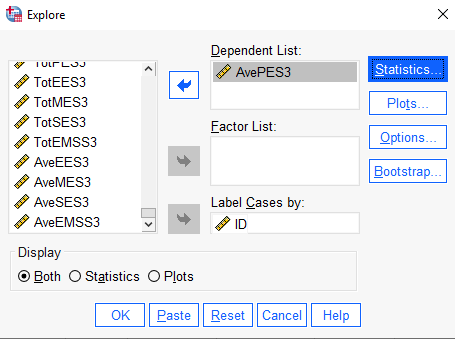 Explore
Dependent List:
TotPES3
TotEES3
TotMES3
TotSES3
TotEMSS3
AveEES3
AveMES3
AveSES3
AveEMSS3
AvePES3
Factor List:
Label Cases by:
ID
Statistics...
Plots...
Options...
Bootstrap...
Display
Both
Statistics
Plots
OK
Paste
Reset
Cancel
Help